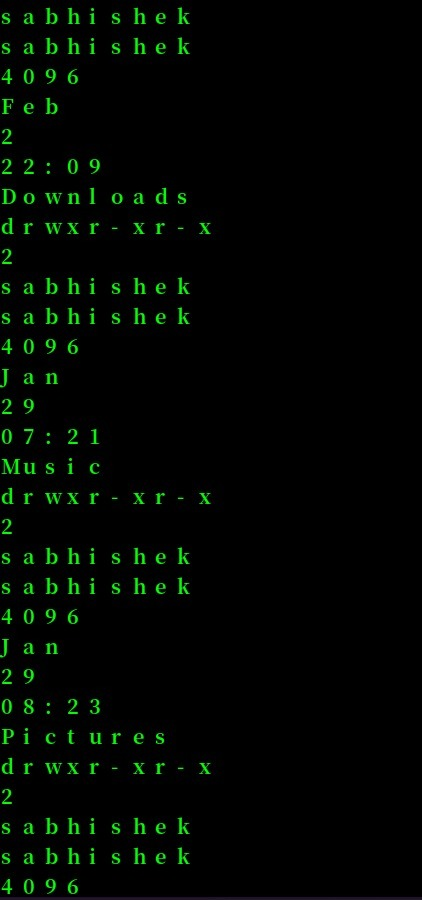 sabhishek
sabhishek
4096
Feb
2
22:09
Downloads
drwxr-xr-x
2
sabhishek
sabhishek
4096
Jan
29
07:21
Music
drwxr-xr-x
2
sabhishek
sabhishek
4096
Jan
29
08:23
Pictures
drwxr-xr-x
2
sabhishek
sabhishek
4096